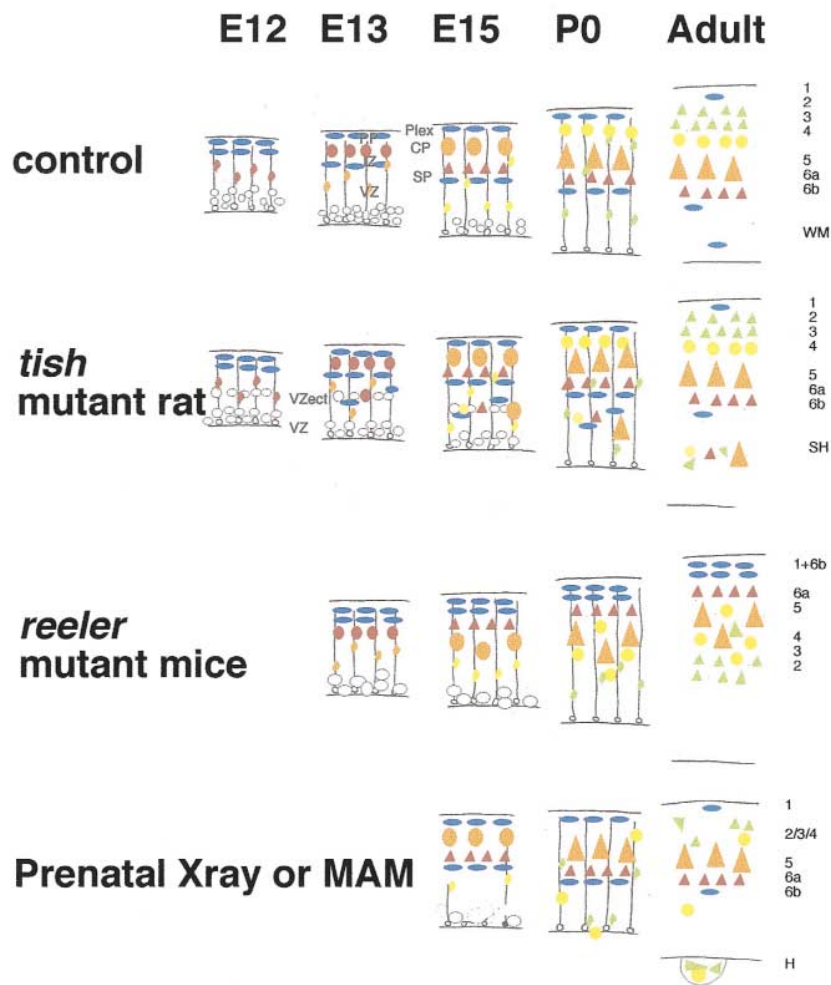 E12 E13 E15 P0 Adult
control
PP
IZ
VZ
Plex
CP
SP
1
2
3
4
5
6a
6b
WM
tish
mutant rat
VZect
VZ
1
2
3
4
5
6a
6b
SH
reeler
mutant mice
1+6b
6a
5
4
3
2
Prenatal Xray or MAM
1
2/3/4
5
6a
6b
H